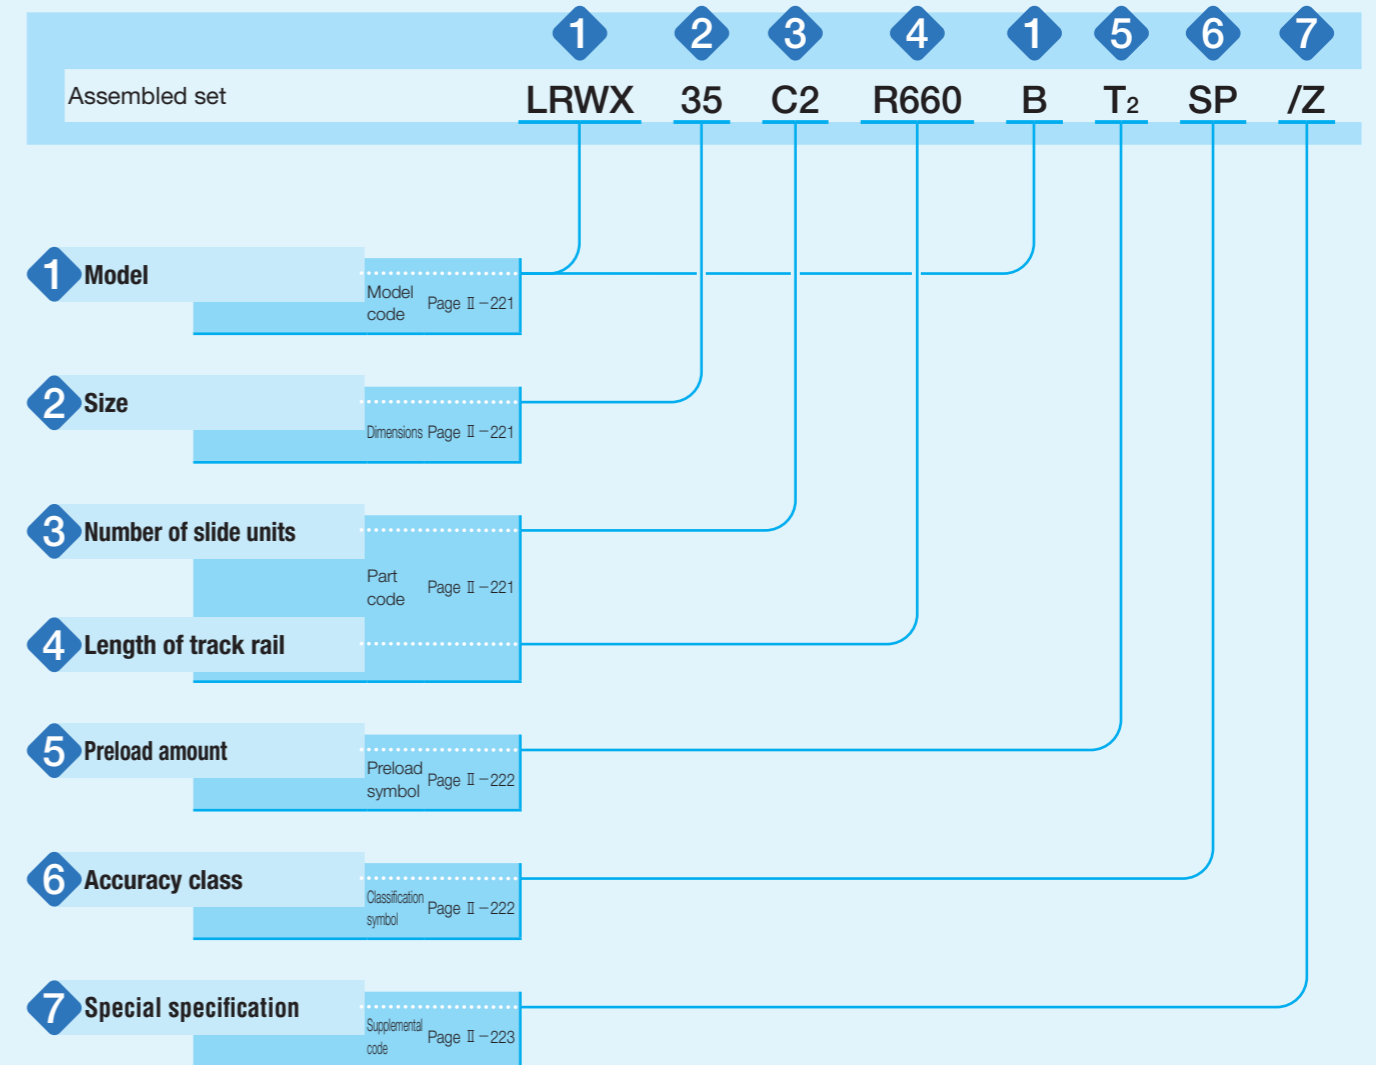 1 2 3 4 1 5 6 7
Assembled set LRWX 35 C2 R660 B T2 SP /Z
1 Model
Model
code Page Ⅱ－221
2 Size
Dimensions Page Ⅱ－221
3 Number of slide units
Part
code Page Ⅱ－221
4 Length of track rail
5 Preload amount
Preload
symbol Page Ⅱ－222
6 Accuracy class
Classification
symbol Page Ⅱ－222
7 Special specification
Supplemental
code Page Ⅱ－223